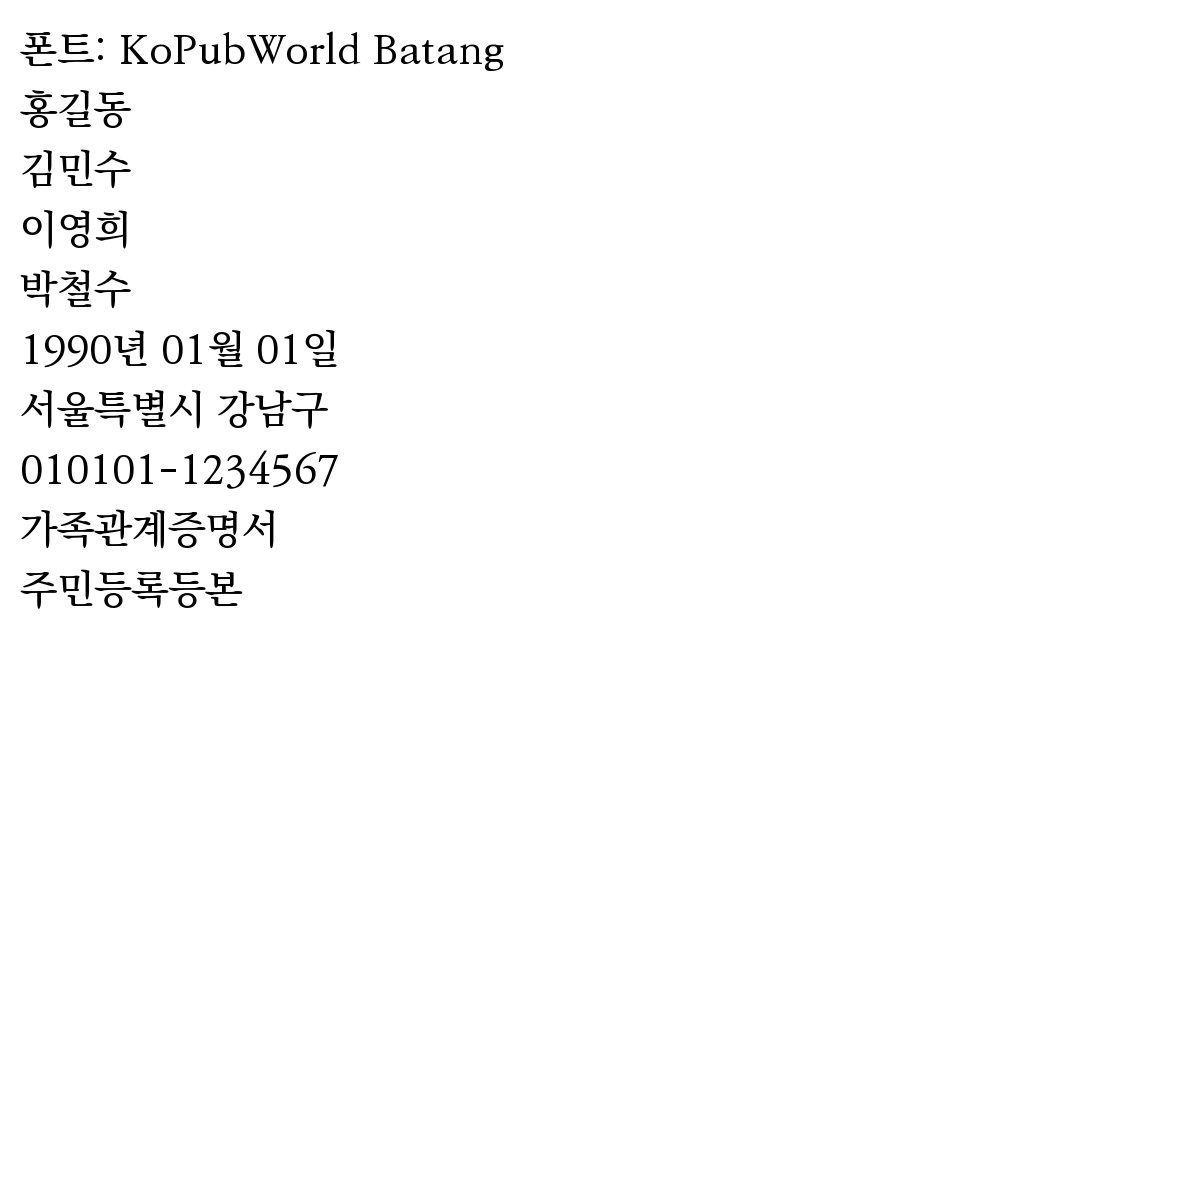 폰트: KoPubWorld Batang
홍길동
김민수
이영희
박철수
1990년 01월 01일
서울특별시 강남구
010101-1234567
가족관계증명서
주민등록등본